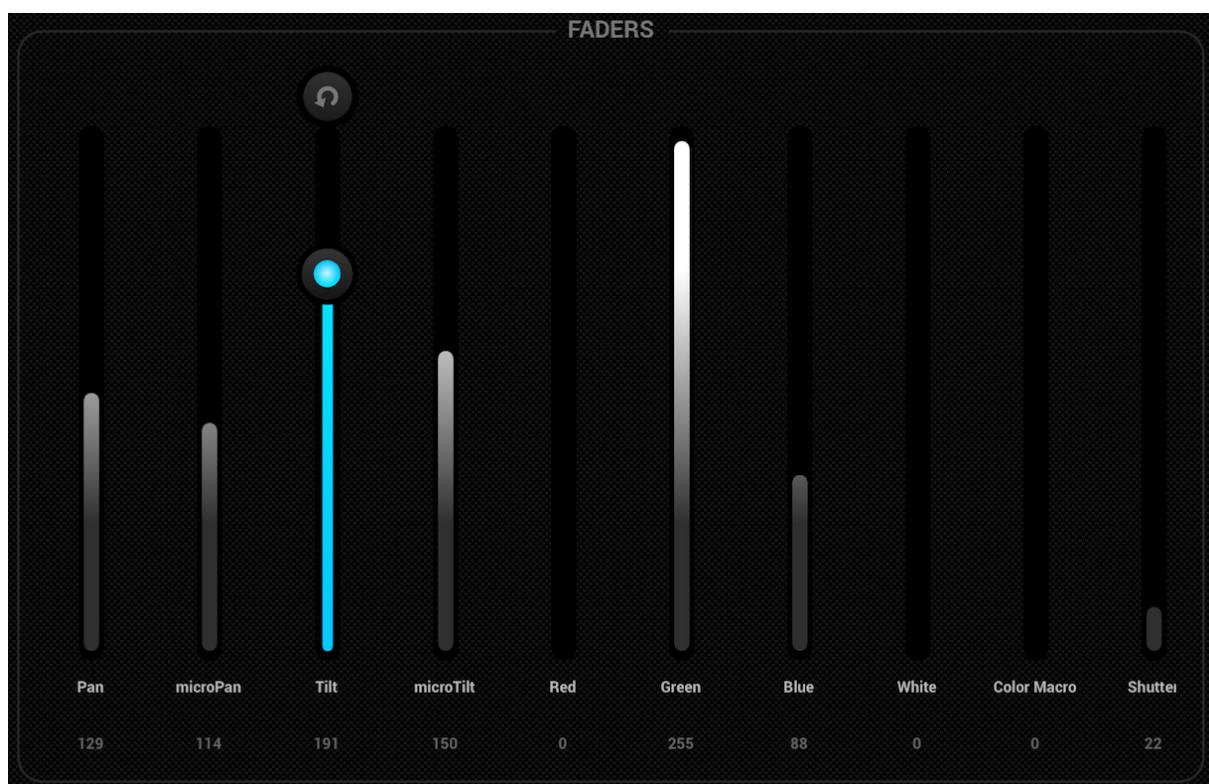 FADERS
Pan microPan Tilt microTilt Red Green Blue White Color Macro Shutter
129 114 191 150 0 255 88 0 0 22